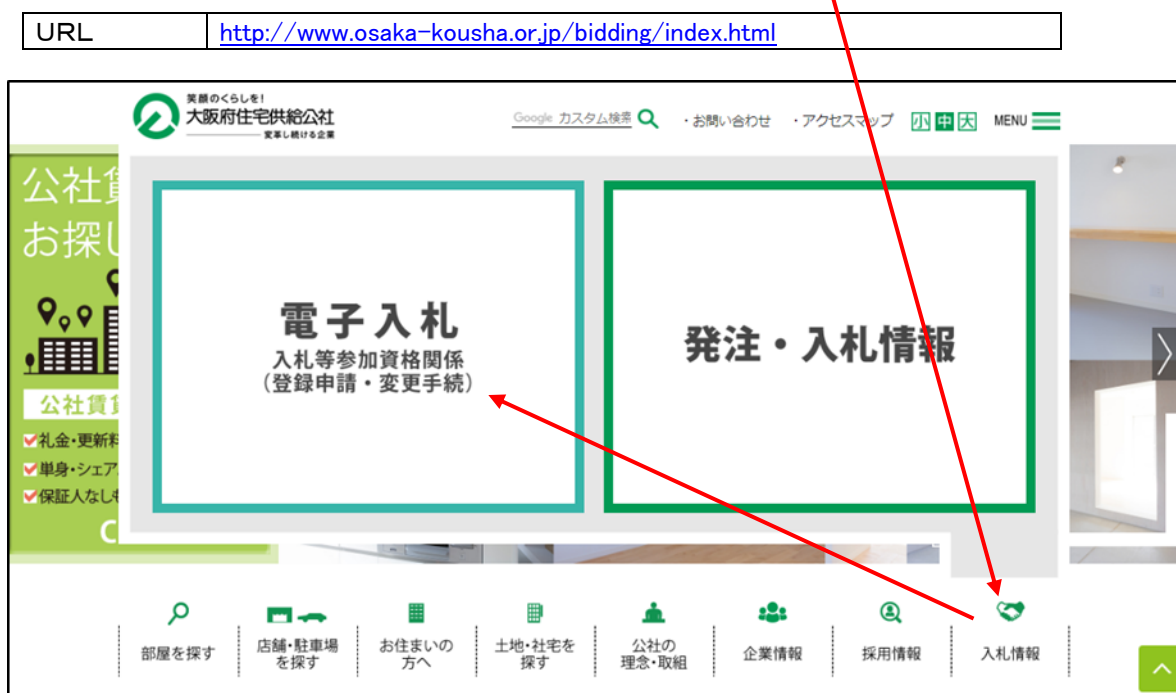 URL http://www.osaka-kousha.or.jp/bidding/index.html
笑顔のくらしを!
大阪府住宅供給公社
変革し続ける企業
Google カスタム検索 ・お問い合わせ ・アクセスマップ 小 中 大 MENU
公社賃
お探し
電子入札
入札等参加資格関係
(登録申請・変更手続)
発注・入札情報
公社賃貸
礼金・更新料
単身・シェア
保証人なしも
C
部屋を探す
店舗・駐車場
を探す
お住まいの
方へ
土地・社宅を
探す
公社の
理念・取組
企業情報
採用情報
入札情報